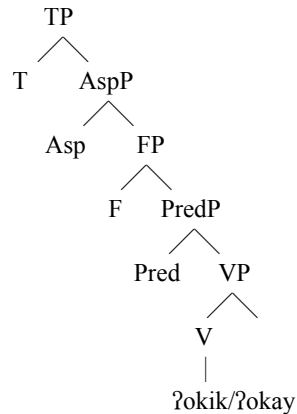 TP
T AspP
Asp FP
F PredP
Pred VP
V
ʔokik/ʔokay